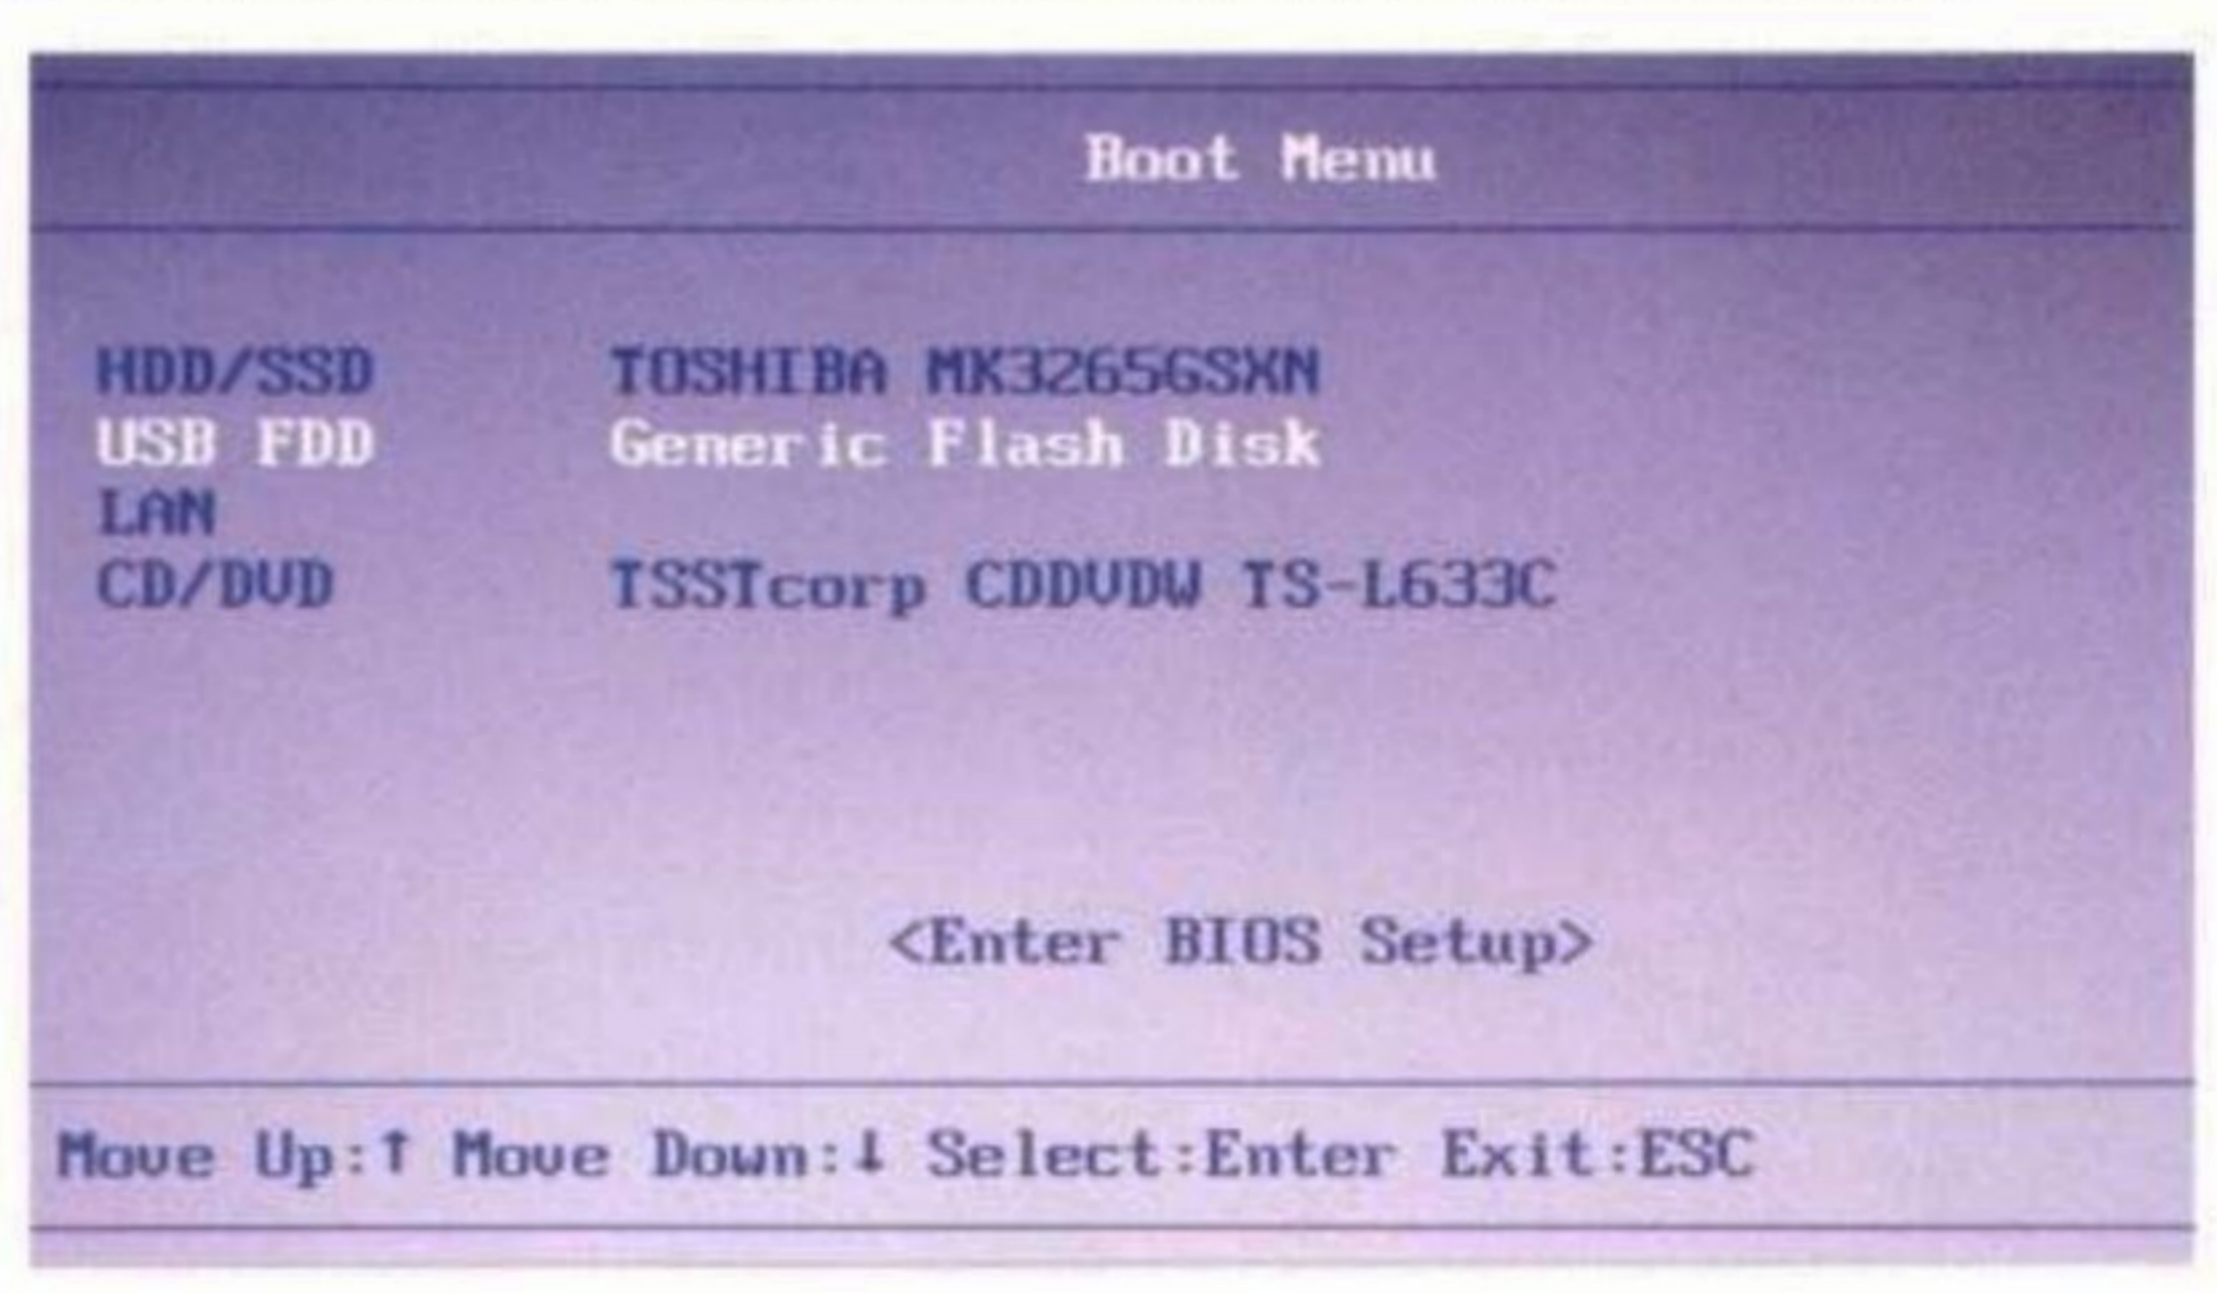 Boot Menu
HDD/SSD TOSHIBA MK3265GSXN
USB FDD Generic Flash Disk
LAN
CD/DVD TSSTcorp CDDVDW TS-L633C
<Enter BIOS Setup>
Move Up:↑ Move Down:↓ Select:Enter Exit:ESC